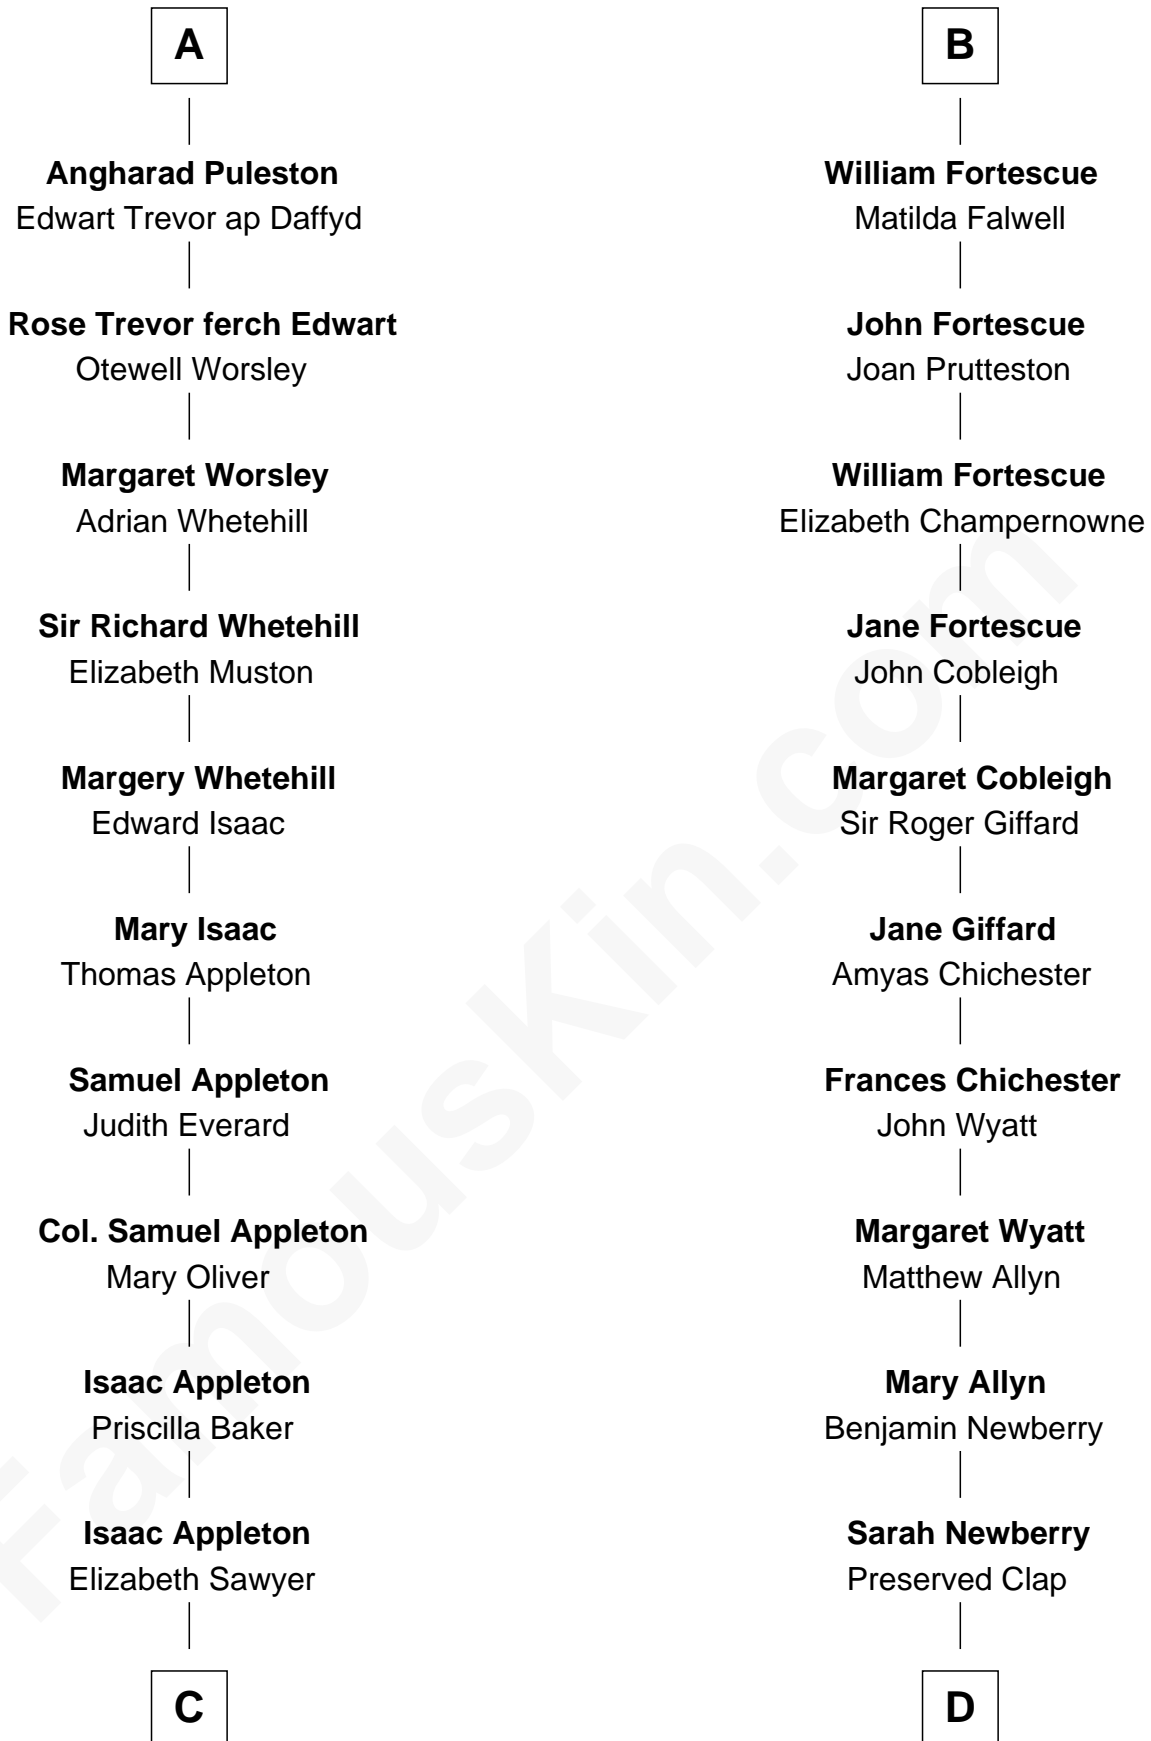 A
Angharad Puleston
Edwart Trevor ap Daffyd
Rose Trevor ferch Edwart
Otewell Worsley
Margaret Worsley
Adrian Whetehill
Sir Richard Whetehill
Elizabeth Muston
Margery Whetehill
Edward Isaac
Mary Isaac
Thomas Appleton
Samuel Appleton
Judith Everard
Col. Samuel Appleton
Mary Oliver
Isaac Appleton
Priscilla Baker
Isaac Appleton
Elizabeth Sawyer
C
B
William Fortescue
Matilda Falwell
John Fortescue
Joan Prutteston
William Fortescue
Elizabeth Champernowne
Jane Fortescue
John Cobleigh
Margaret Cobleigh
Sir Roger Giffard
Jane Giffard
Amyas Chichester
Frances Chichester
John Wyatt
Margaret Wyatt
Matthew Allyn
Mary Allyn
Benjamin Newberry
Sarah Newberry
Preserved Clap
D
FamousKin.com